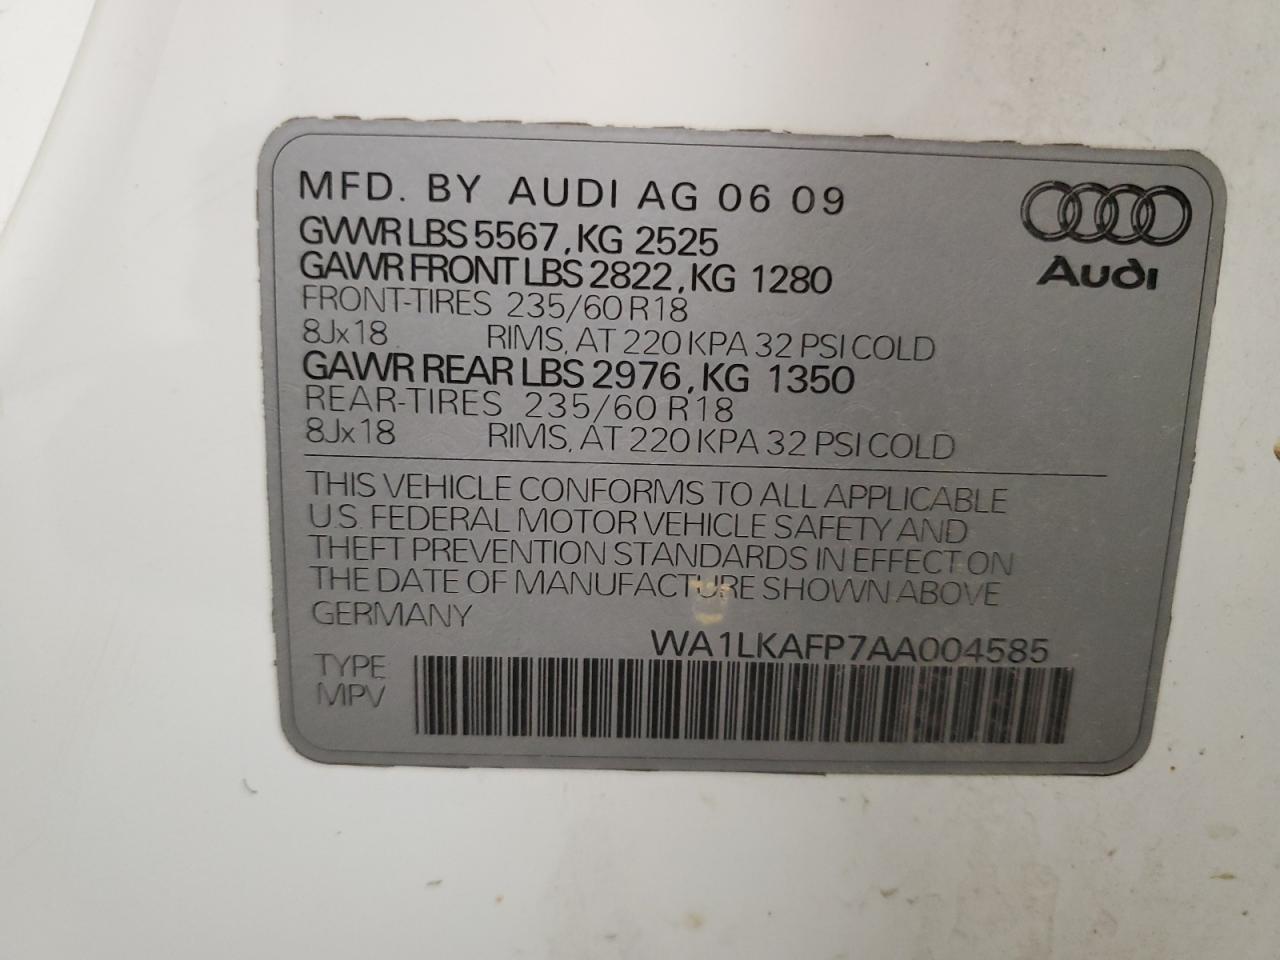 MFD. BY AUDI AG 06 09
GVWR LBS 5567, KG 2525
GAWR FRONT LBS 2822, KG 1280
FRONT-TIRES 235/60 R18
8Jx18 RIMS, AT 220 KPA 32 PSI COLD
GAWR REAR LBS 2976, KG 1350
REAR-TIRES 235/60 R18
8Jx18 RIMS, AT 220 KPA 32 PSI COLD
Audi
THIS VEHICLE CONFORMS TO ALL APPLICABLE
U.S. FEDERAL MOTOR VEHICLE SAFETY AND
THEFT PREVENTION STANDARDS IN EFFECT ON
THE DATE OF MANUFACTURE SHOWN ABOVE
GERMANY
WA1LKAFP7AA004585
TYPE
MPV